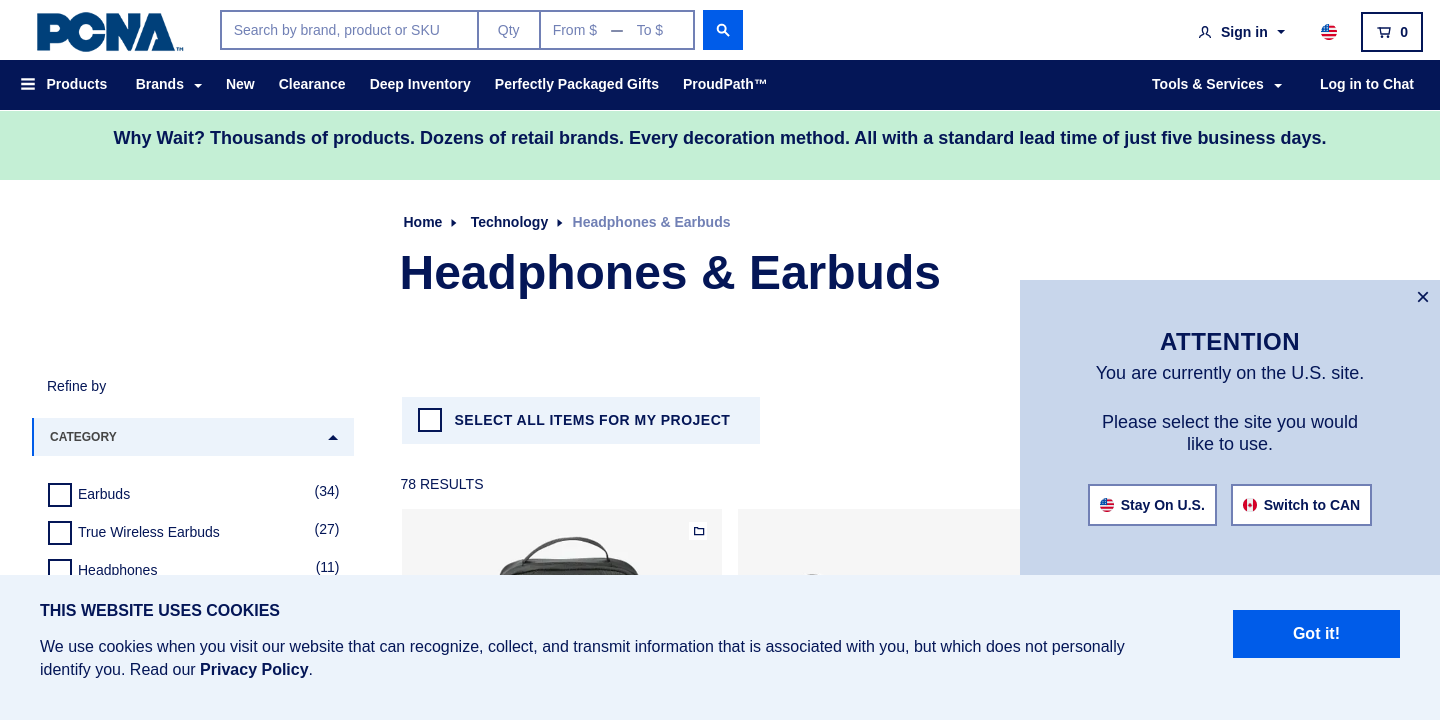 PCNA™
Search by brand, product or SKU Qty From $ — To $
Sign in 0
Products Brands New Clearance Deep Inventory Perfectly Packaged Gifts ProudPath™ Tools & Services Log in to Chat
Why Wait? Thousands of products. Dozens of retail brands. Every decoration method. All with a standard lead time of just five business days.
Home Technology Headphones & Earbuds
Headphones & Earbuds
ATTENTION
You are currently on the U.S. site.
Please select the site you would
like to use.
Stay On U.S. Switch to CAN
Refine by
CATEGORY
Earbuds (34)
True Wireless Earbuds (27)
Headphones (11)
SELECT ALL ITEMS FOR MY PROJECT
78 RESULTS
THIS WEBSITE USES COOKIES
We use cookies when you visit our website that can recognize, collect, and transmit information that is associated with you, but which does not personally
identify you. Read our Privacy Policy.
Got it!